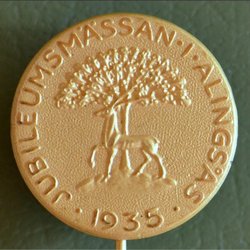 JUBILEUMSMÄSSAN · I · ALINGSÅS
· 1935 ·